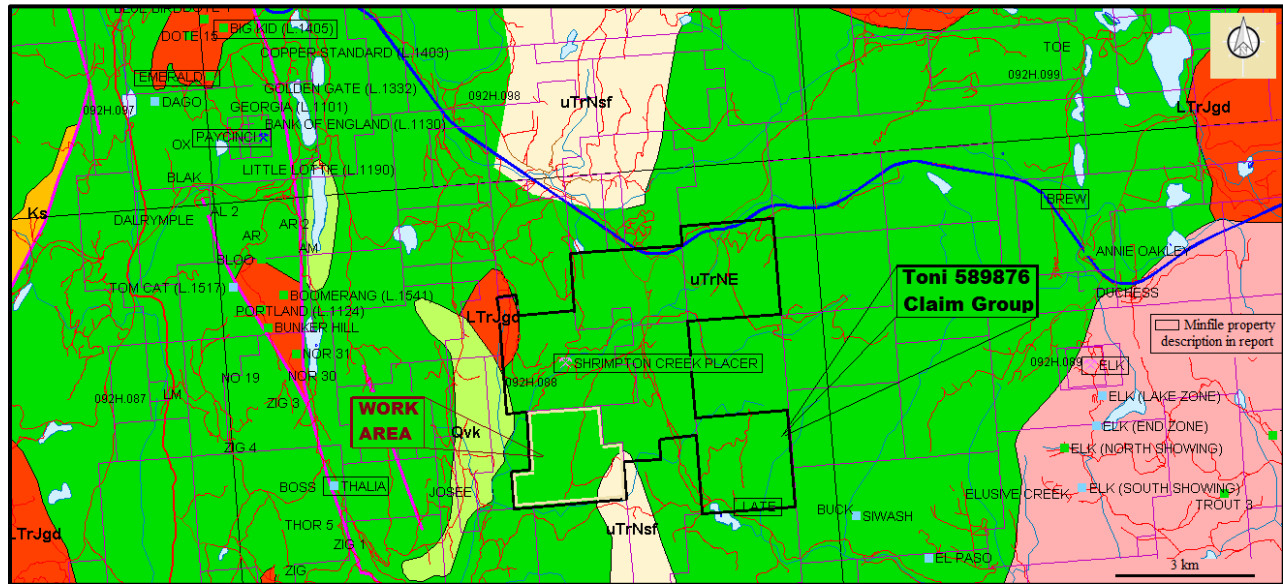 DOTE 15
BIG KID (L.1405)
COPPER STANDARD (L.1403)
TOE
EMERALD
GOLDEN GATE (L.1332)
092H.099
DAGO
092H.098
092H.097
GEORGIA (L.1101)
uTrNsf
LTrJgd
BANK OF ENGLAND (L.1130)
PAYCINCI
OX
LITTLE LOTTIE (L.1190)
BLAK
BREW
Ks
AL 2
DALRYMPLE
AR 2
AR
AM
ANNIE OAKLEY
BLOO
uTrNE
Toni 589876
Claim Group
TOM CAT (L.1517)
BOOMERANG (L.1541)
DUCHESS
PORTLAND (L.1124)
LTrJgd
BUNKER HILL
Minfile property
description in report
NOR 31
SHRIMPTON CREEK PLACER
092H.089
ELK
NO 19
NOR 30
092H.088
092H.087
LM
ZIG 3
WORK
AREA
ELK (LAKE ZONE)
Qvk
ELK (END ZONE)
ZIG 4
ELK (NORTH SHOWING)
BOSS
THALIA
JOSEE
ELUSIVE CREEK
ELK (SOUTH SHOWING)
TROUT 3
LATE
BUCK
SIWASH
THOR 5
uTrNsf
LTrJgd
ZIG 1
EL PASO
ZIG
3 km